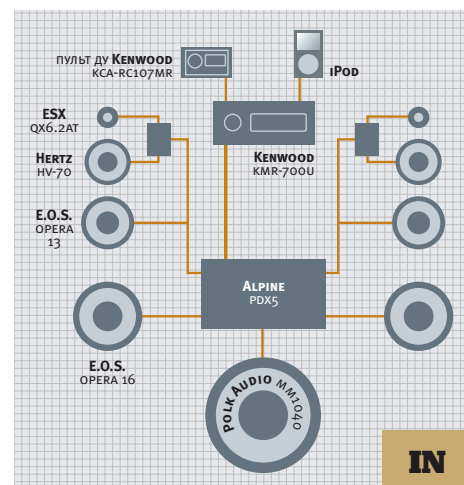 ПУЛЬТ ДУ KENWOOD
KCA-RC107MR
IPOD
ESX
QX6.2AT
HERTZ
HV-70
KENWOOD
KMR-700U
E.O.S.
OPERA
13
ALPINE
PDX5
E.O.S.
OPERA 16
POLK AUDIO MM1040
IN